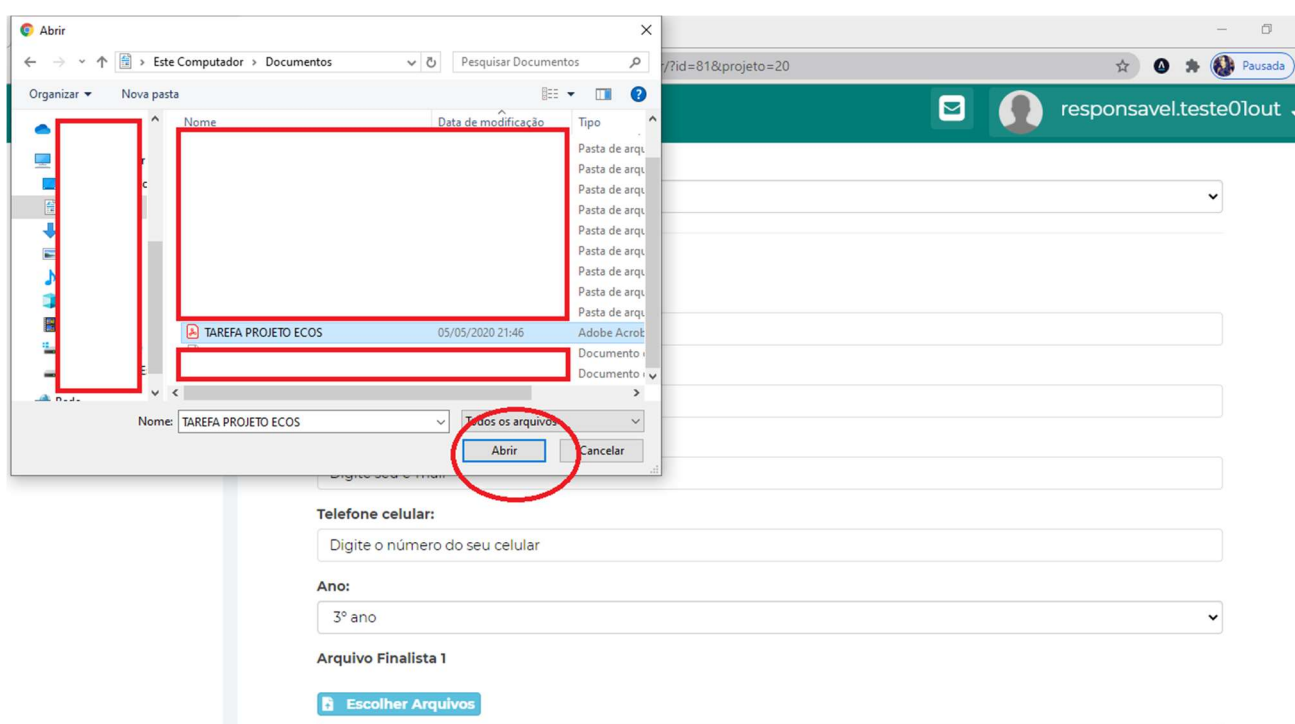 Abrir
Este Computador > Documentos
Pesquisar Documentos
/?id=81&projeto=20
Pausada
Organizar
Nova pasta
responsavel.teste01out
Nome
Data de modificação
Tipo
Pasta de arqu
Pasta de arqu
Pasta de arqu
Pasta de arqu
Pasta de arqu
Pasta de arqu
Pasta de arqu
Pasta de arqu
Pasta de arqu
TAREFA PROJETO ECOS
05/05/2020 21:46
Adobe Acrob
Documento
Documento
Nome: TAREFA PROJETO ECOS
Todos os arquivos
Abrir
Cancelar
Digite seu e-mail
Telefone celular:
Digite o número do seu celular
Ano:
3º ano
Arquivo Finalista 1
Escolher Arquivos